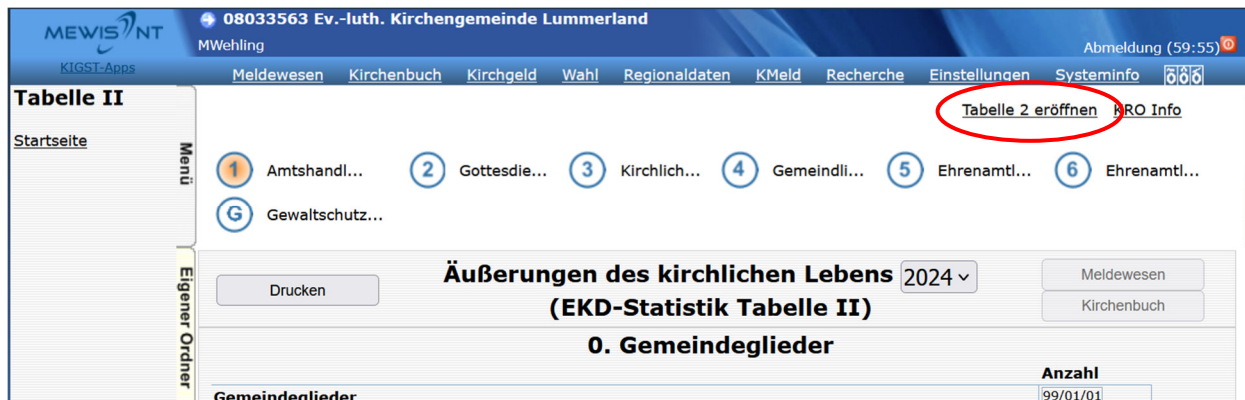 MEWIS NT
08033563 Ev.-luth. Kirchengemeinde Lummerland
MWehling
Abmeldung (59:55)
KIGST-Apps
Meldewesen Kirchenbuch Kirchgeld Wahl Regionaldaten KMeld Recherche Einstellungen Systeminfo
Tabelle II
Tabelle 2 eröffnen KRO Info
Startseite
Menü
1 Amtshandl... 2 Gottesdie... 3 Kirchlich... 4 Gemeindli... 5 Ehrenamtl... 6 Ehrenamtl...
G Gewaltschutz...
Eigener Ordner
Drucken
Äußerungen des kirchlichen Lebens 2024
(EKD-Statistik Tabelle II)
Meldewesen
Kirchenbuch
0. Gemeindeglieder
Anzahl
Gemeindeglieder 99/01/01